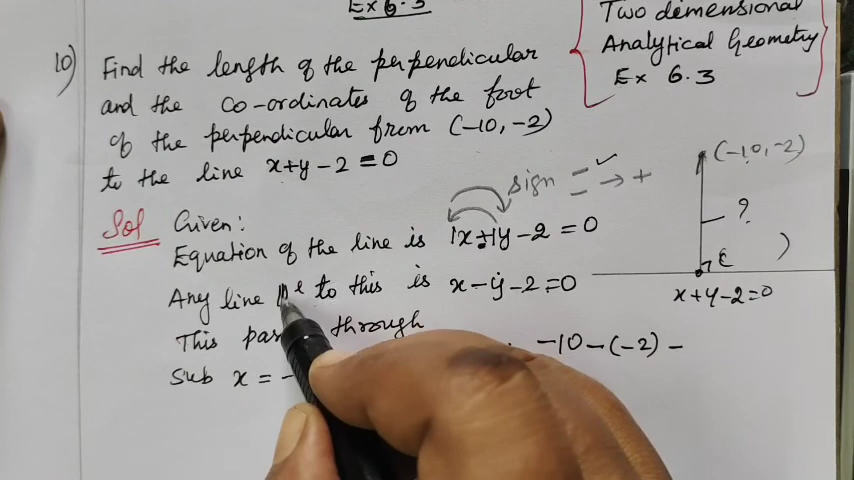 Ex 6.3
Two dimensional
Analytical Geometry
Ex 6.3
10) Find the length of the perpendicular
and the Co-ordinates of the foot
of the perpendicular from (-10, -2)
to the line x+y-2=0
sign - ✓
- → +
(-10, -2)
?
x+y-2=0
Sol Given:
Equation of the line is 1x+1y-2=0
Any line to this is x-y-2=0
This through
Sub x = - -10-(-2)-